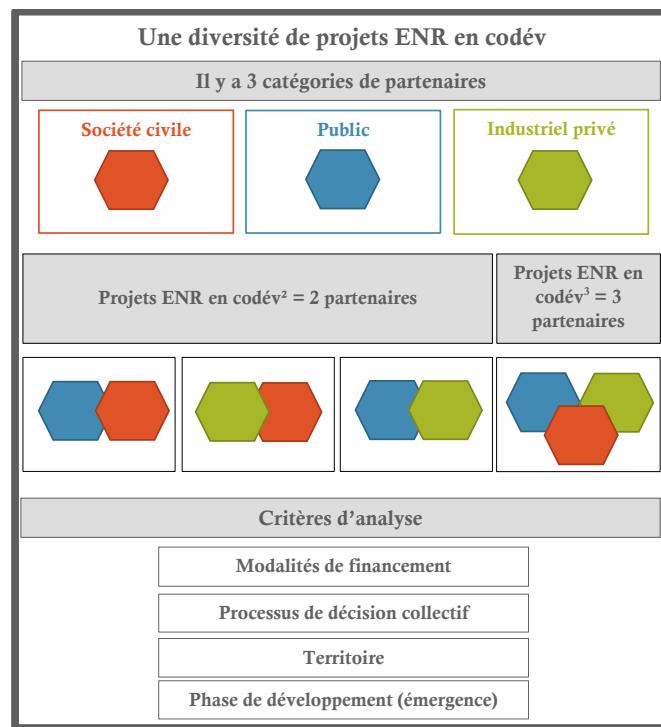 Une diversité de projets ENR en codév
Il y a 3 catégories de partenaires
Société civile
Public
Industriel privé
Projets ENR en codév² = 2 partenaires
Projets ENR en
codév³ = 3
partenaires
Critères d'analyse
Modalités de financement
Processus de décision collectif
Territoire
Phase de développement (émergence)